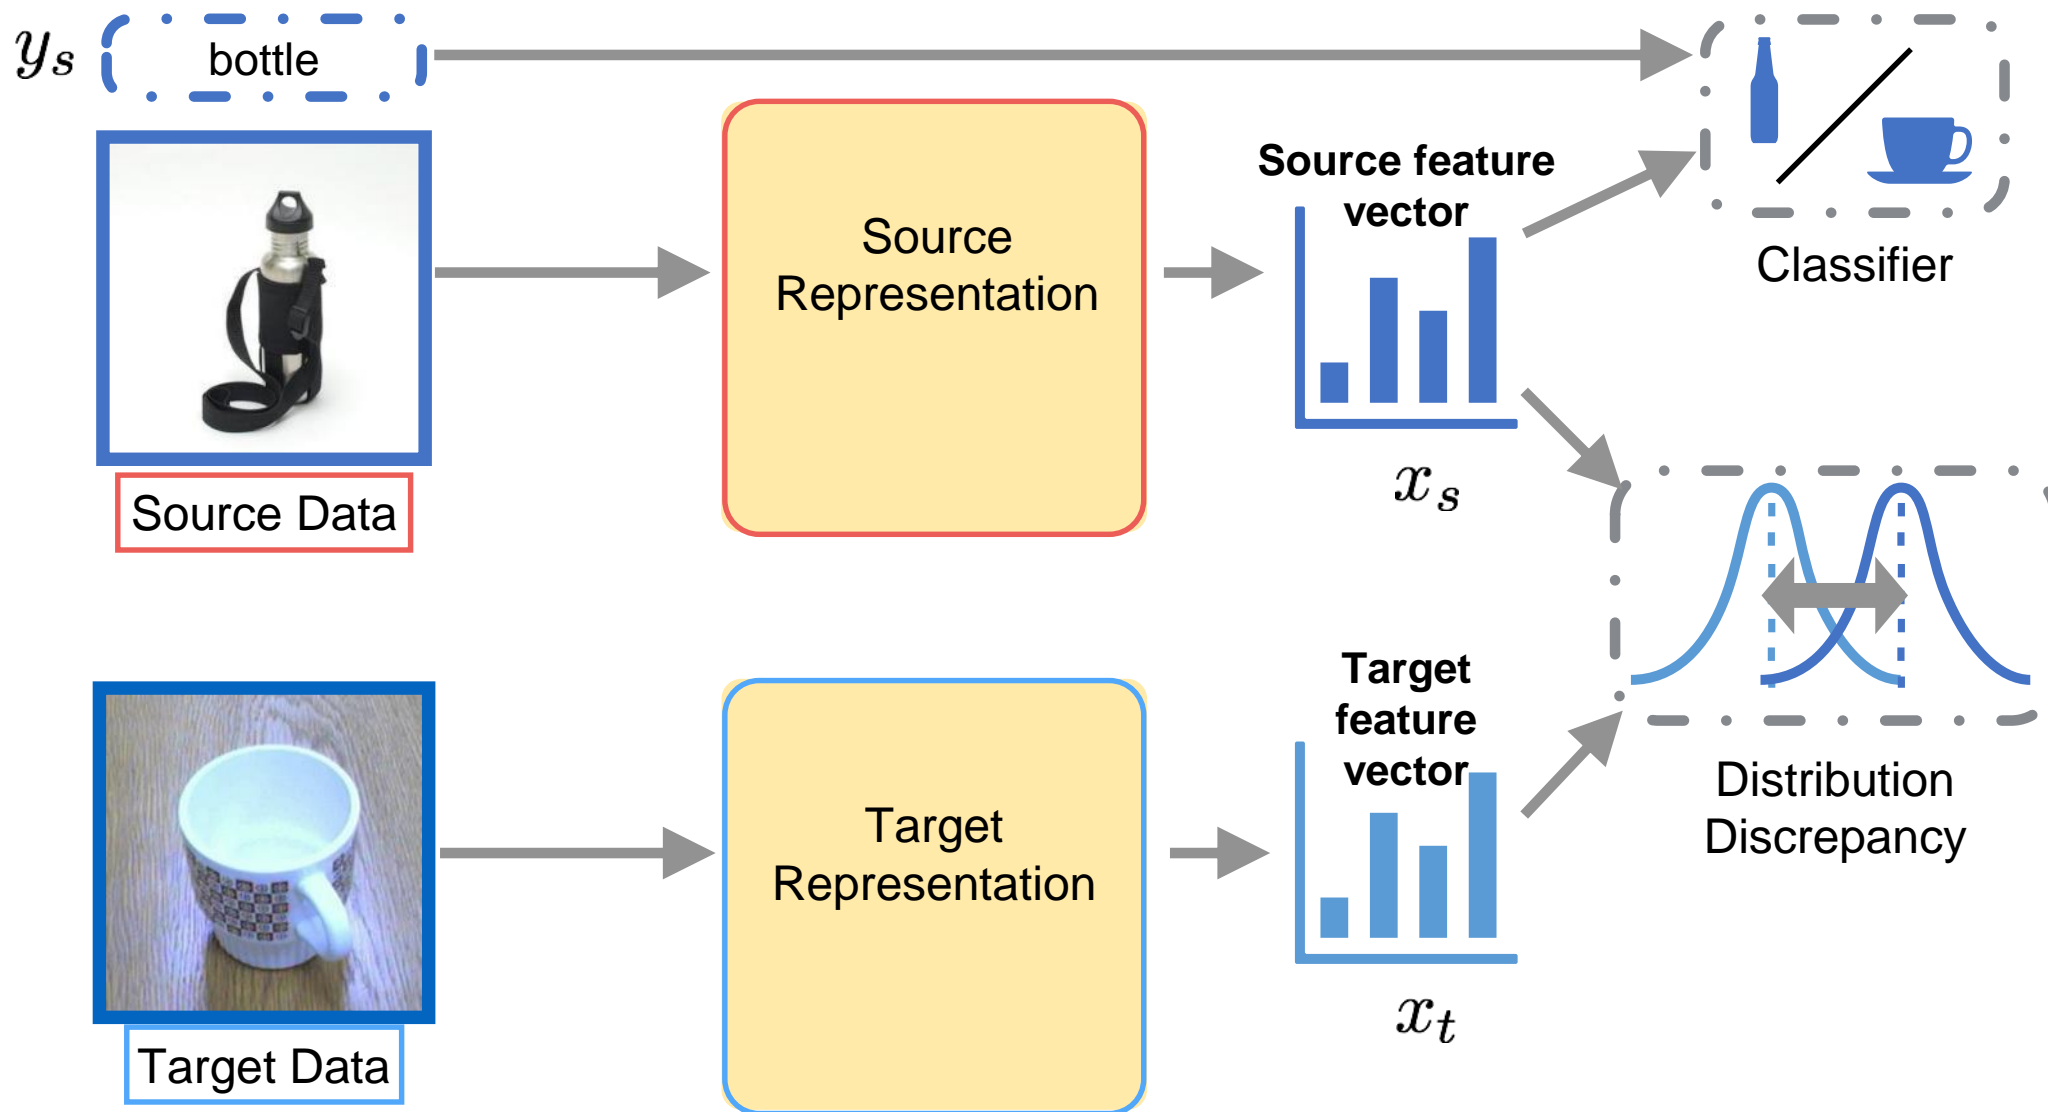 y_s
bottle
Source Data
Source
Representation
Source feature
vector
x_s
Classifier
Target Data
Target
Representation
Target
feature
vector
x_t
Distribution
Discrepancy